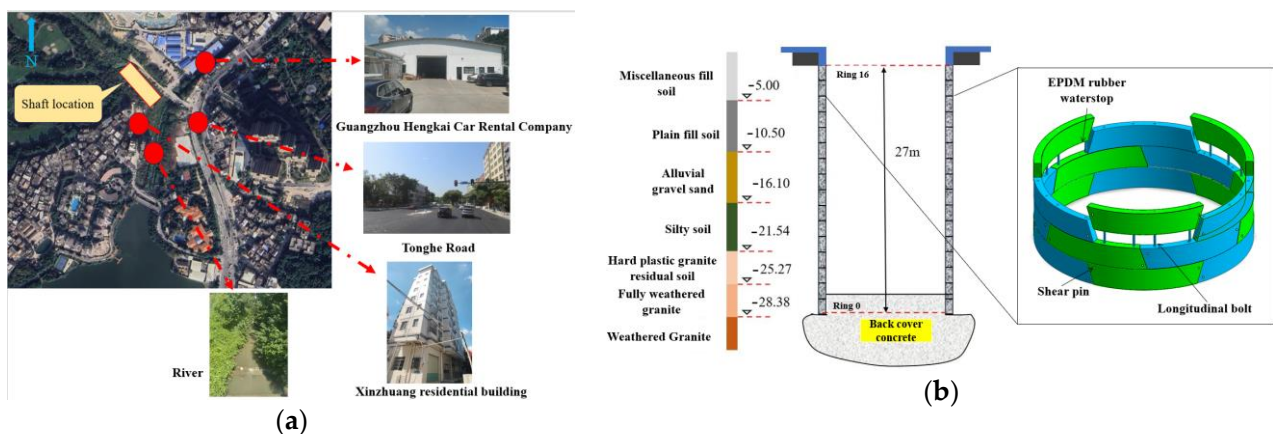 N
Shaft location
Guangzhou Hengkai Car Rental Company
Tonghe Road
Xinzhuang residential building
River
(a)
Miscellaneous fill
soil
-5.00
Plain fill soil
-10.50
Alluvial
gravel sand
-16.10
Silty soil
-21.54
Hard plastic granite
residual soil
-25.27
Fully weathered
granite
-28.38
Weathered Granite
Ring 16
27m
Ring 0
Back cover
concrete
EPDM rubber
waterstop
Shear pin
Longitudinal bolt
(b)